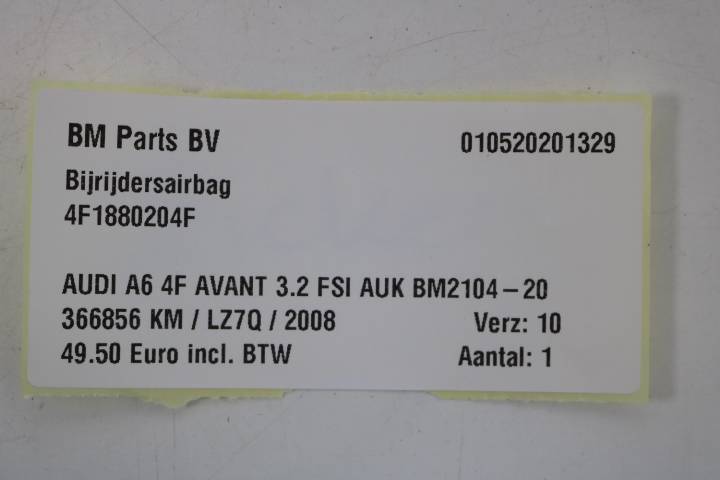 BM Parts BV 010520201329
Bijrijdersairbag
4F1880204F
AUDI A6 4F AVANT 3.2 FSI AUK BM2104-20
366856 KM / LZ7Q / 2008 Verz: 10
49.50 Euro incl. BTW Aantal: 1